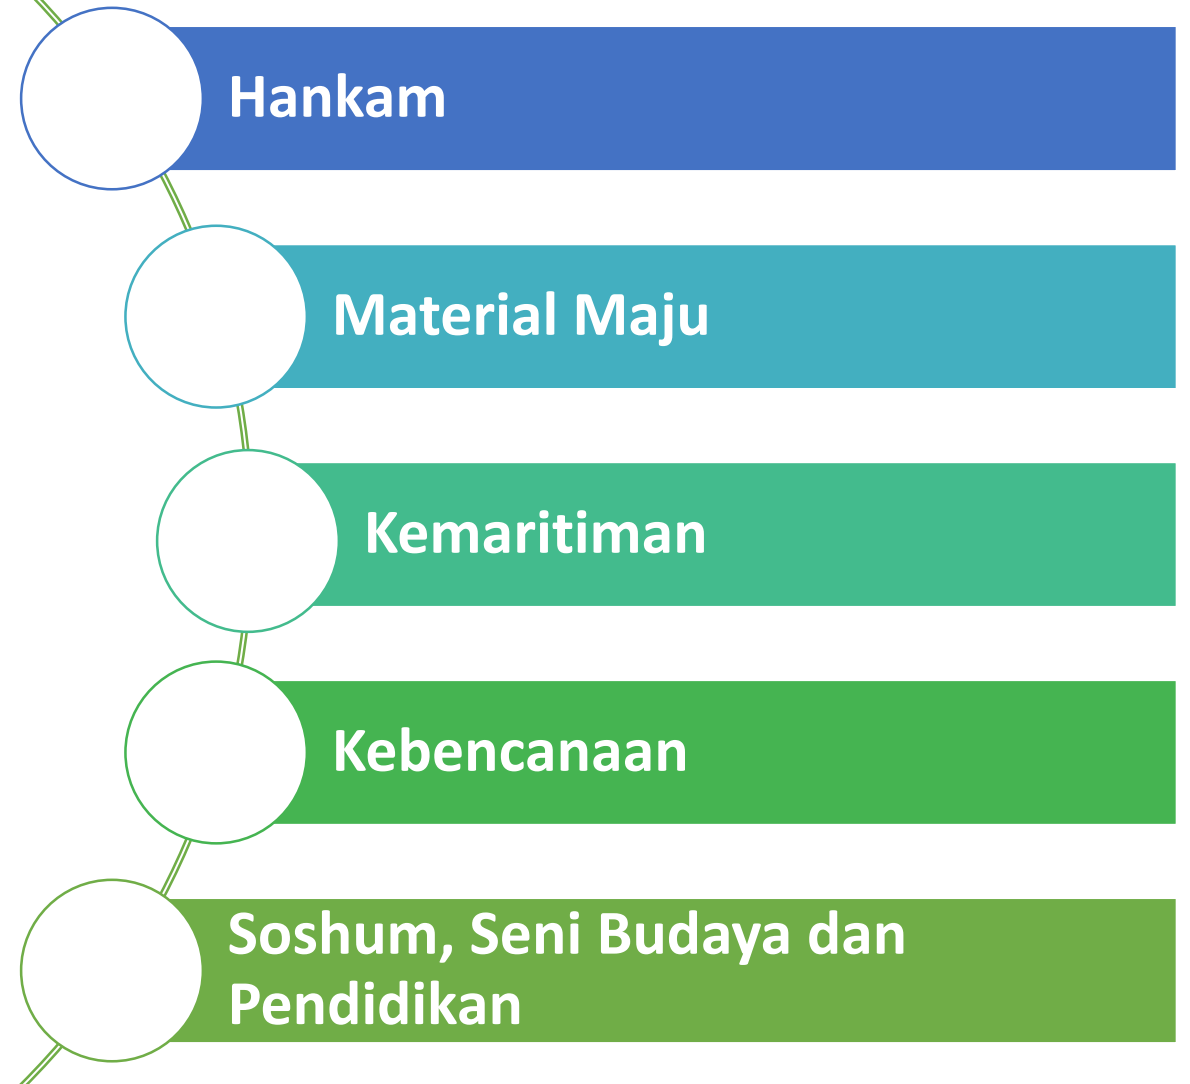 Hankam
Material Maju
Kemaritiman
Kebencanaan
Soshum, Seni Budaya dan
Pendidikan